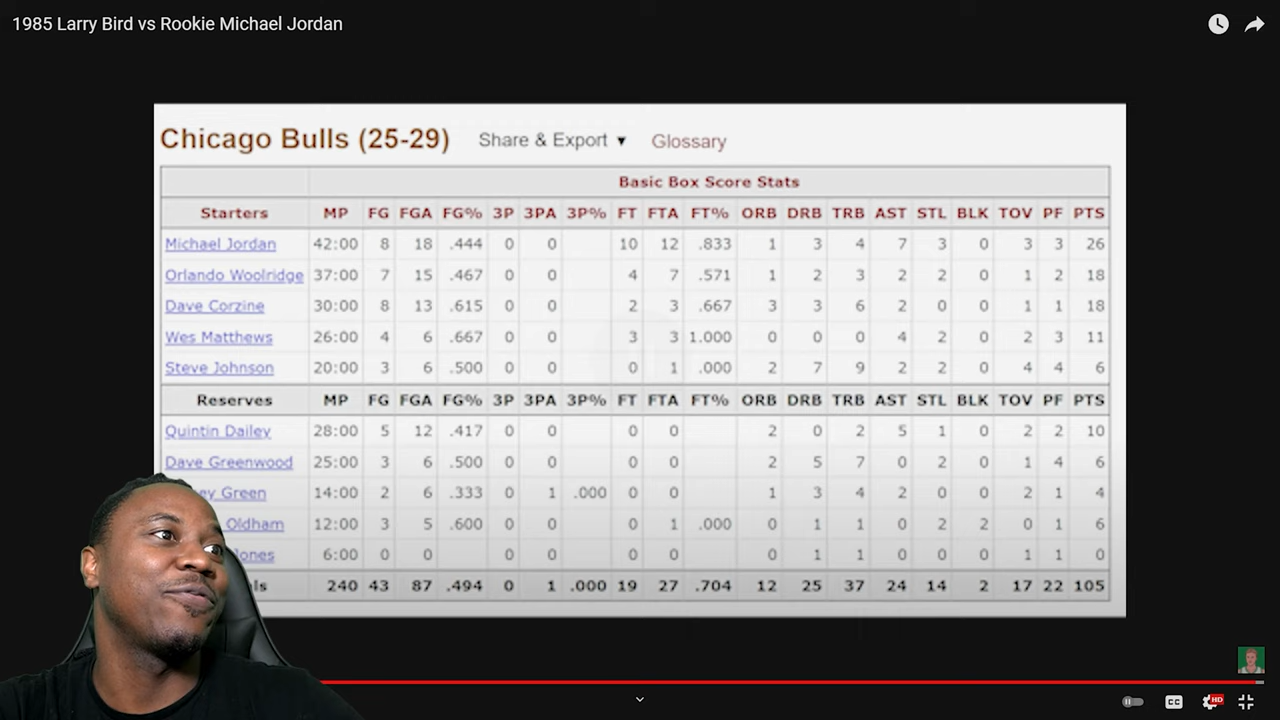 1985 Larry Bird vs Rookie Michael Jordan
Chicago Bulls (25-29) Share & Export ▼ Glossary
Basic Box Score Stats
Starters MP FG FGA FG% 3P 3PA 3P% FT FTA FT% ORB DRB TRB AST STL BLK TOV PF PTS
Michael Jordan 42:00 8 18 .444 0 0 10 12 .833 1 3 4 7 3 0 3 3 26
Orlando Woolridge 37:00 7 15 .467 0 0 4 7 .571 1 2 3 2 2 0 1 2 18
Dave Corzine 30:00 8 13 .615 0 0 2 3 .667 3 3 6 2 0 0 1 1 18
Wes Matthews 26:00 4 6 .667 0 0 3 3 1.000 0 0 0 4 2 0 2 3 11
Steve Johnson 20:00 3 6 .500 0 0 0 1 .000 2 7 9 2 2 0 4 4 6
Reserves MP FG FGA FG% 3P 3PA 3P% FT FTA FT% ORB DRB TRB AST STL BLK TOV PF PTS
Quintin Dailey 28:00 5 12 .417 0 0 0 0 2 0 2 5 1 0 2 2 10
Dave Greenwood 25:00 3 6 .500 0 0 0 0 2 5 7 0 2 0 1 4 6
ey Green 14:00 2 6 .333 0 1 .000 0 0 1 3 4 2 0 0 2 1 4
Oldham 12:00 3 5 .600 0 0 0 1 .000 0 1 1 0 2 2 0 1 6
Jones 6:00 0 0 0 0 0 0 0 1 1 0 0 0 1 1 0
ls 240 43 87 .494 0 1 .000 19 27 .704 12 25 37 24 14 2 17 22 105
CC HD